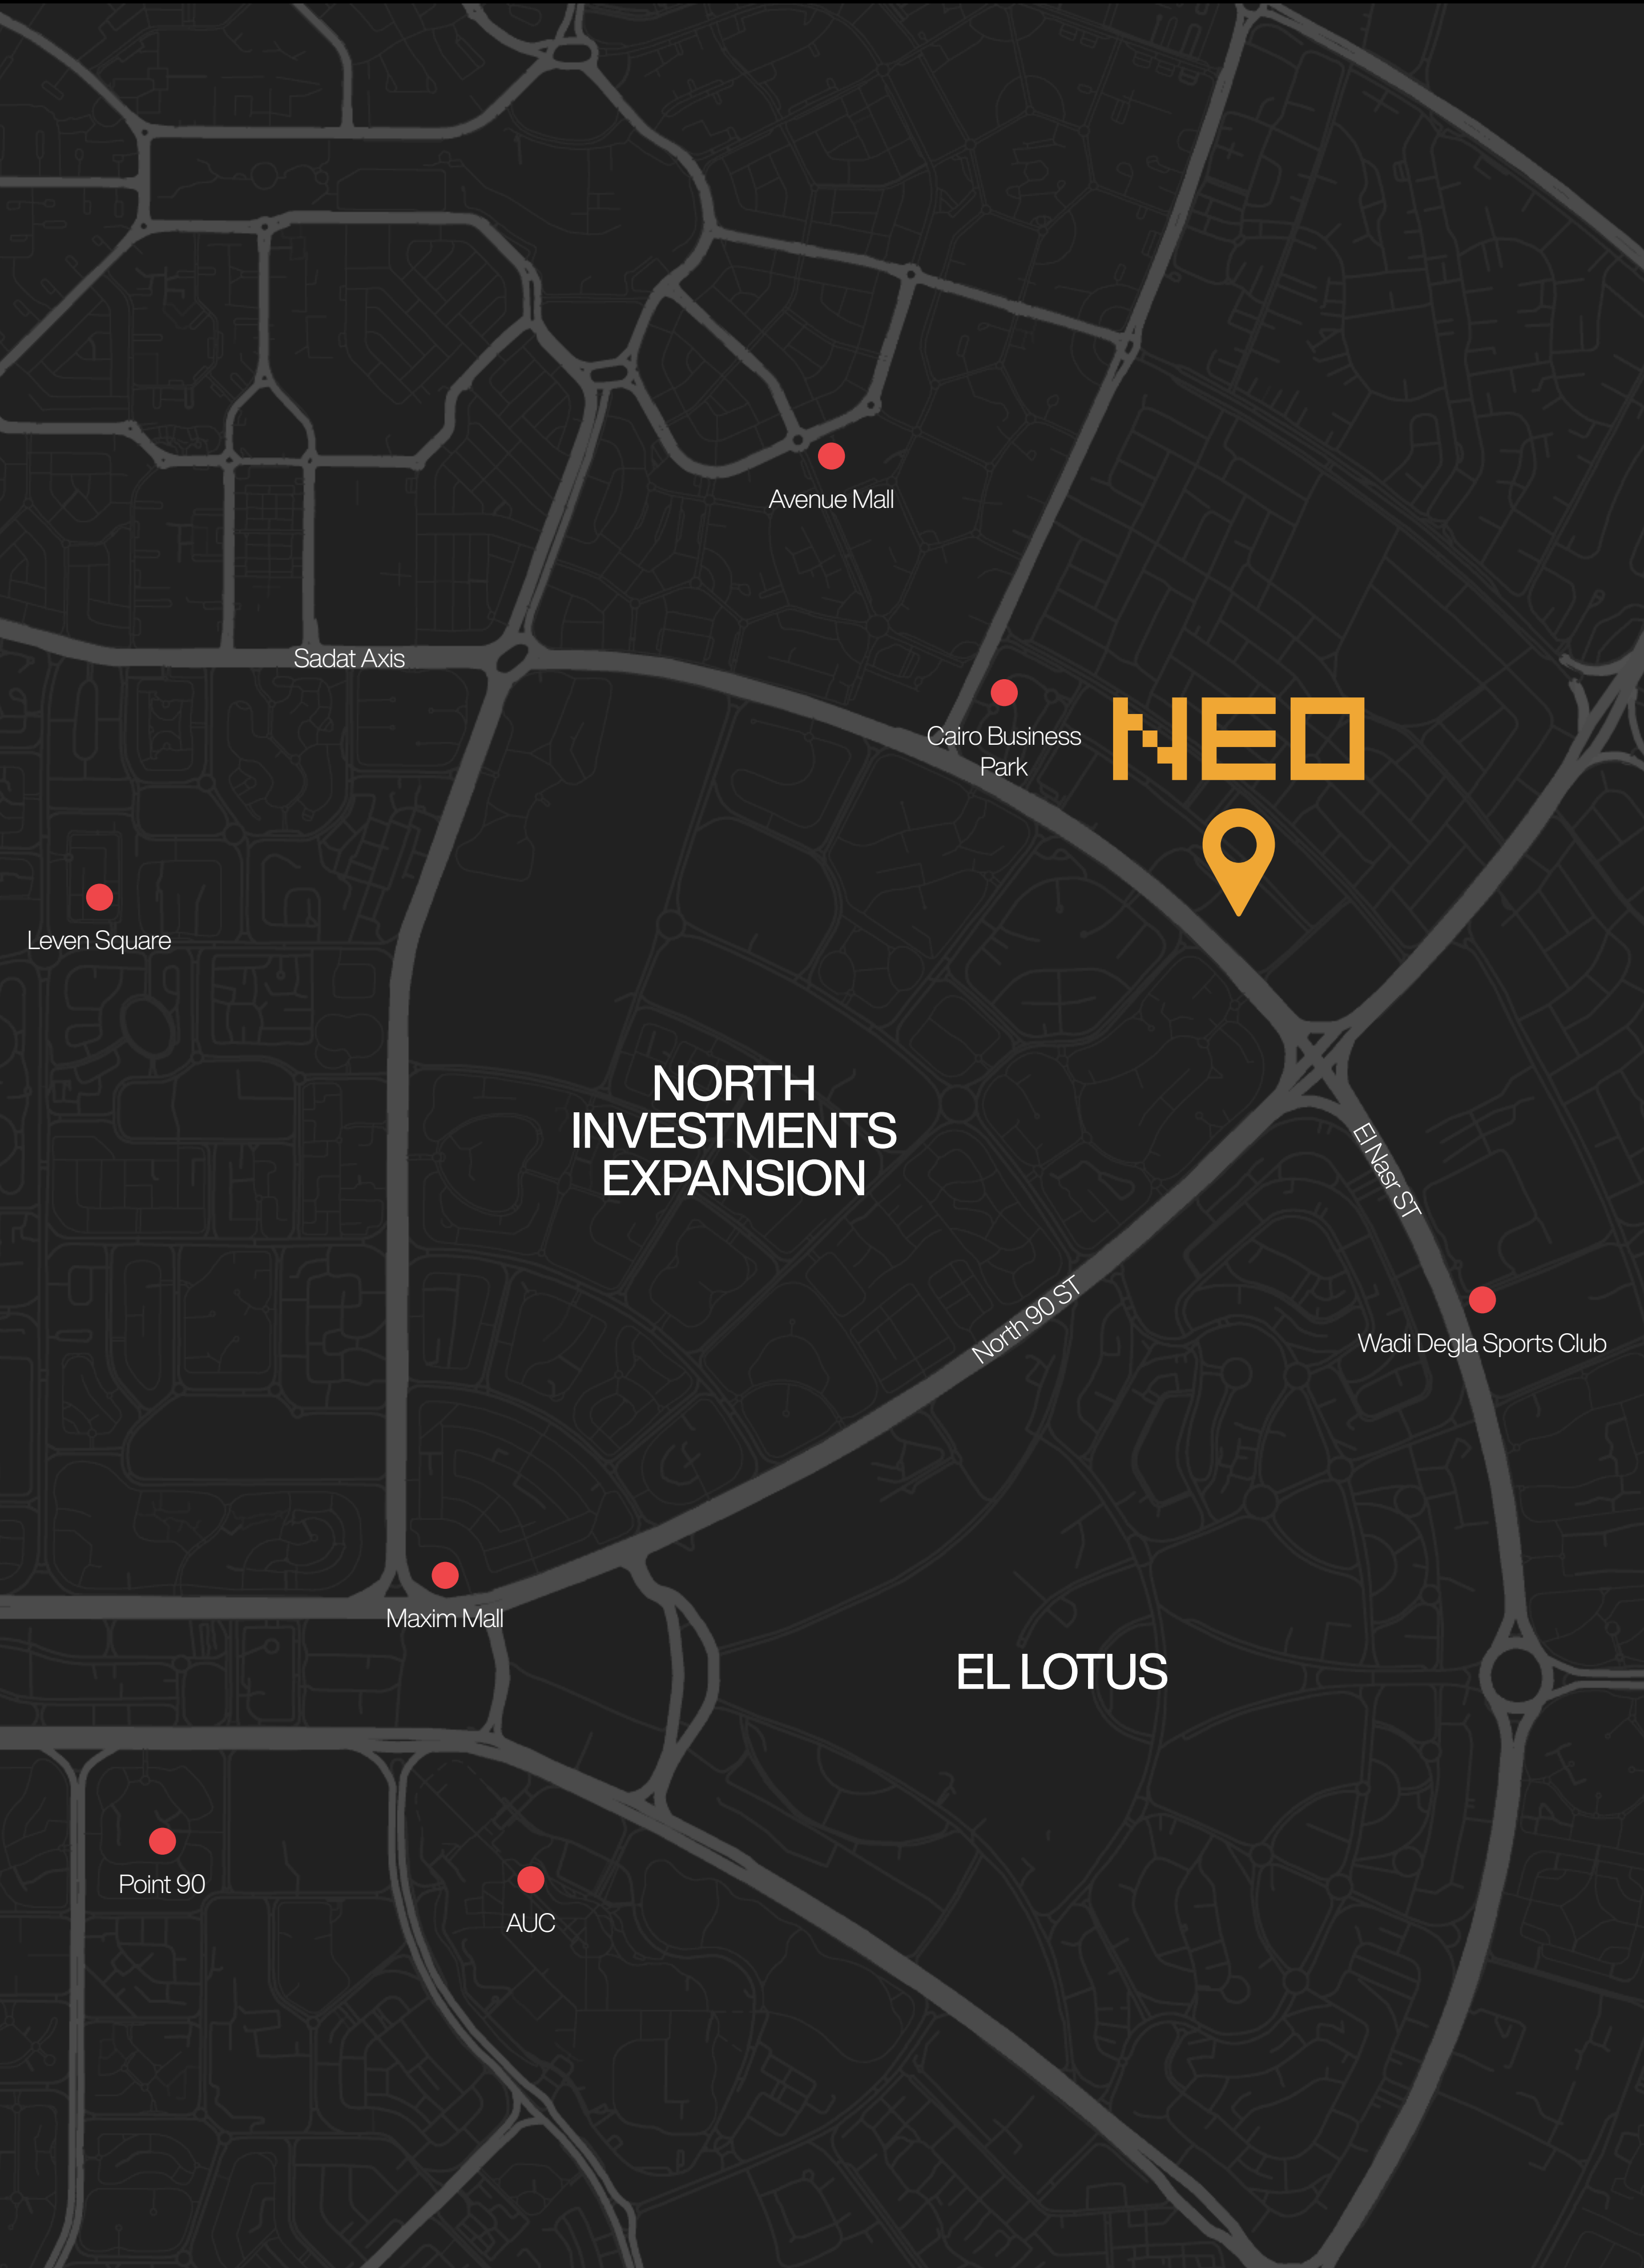 Avenue Mall
Sadat Axis
Cairo Business
Park
NEO
Leven Square
NORTH
INVESTMENTS
EXPANSION
El Nasr ST
North 90 ST
Wadi Degla Sports Club
Maxim Mall
EL LOTUS
Point 90
AUC